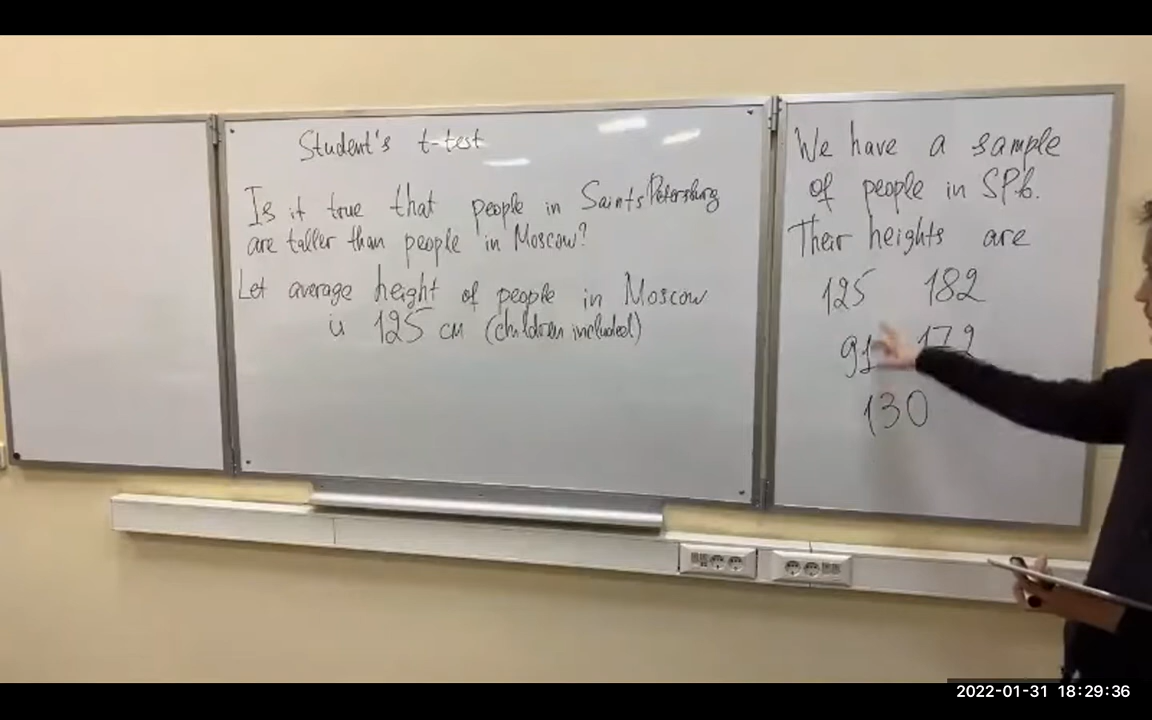 Student's t-test
Is it true that people in Saints Petersburg
are taller than people in Moscow?
Let average height of people in Moscow
is 125 cm (children included)
We have a sample
of people in SPb.
Their heights are
125 182
91 172
130
2022-01-31 18:29:36